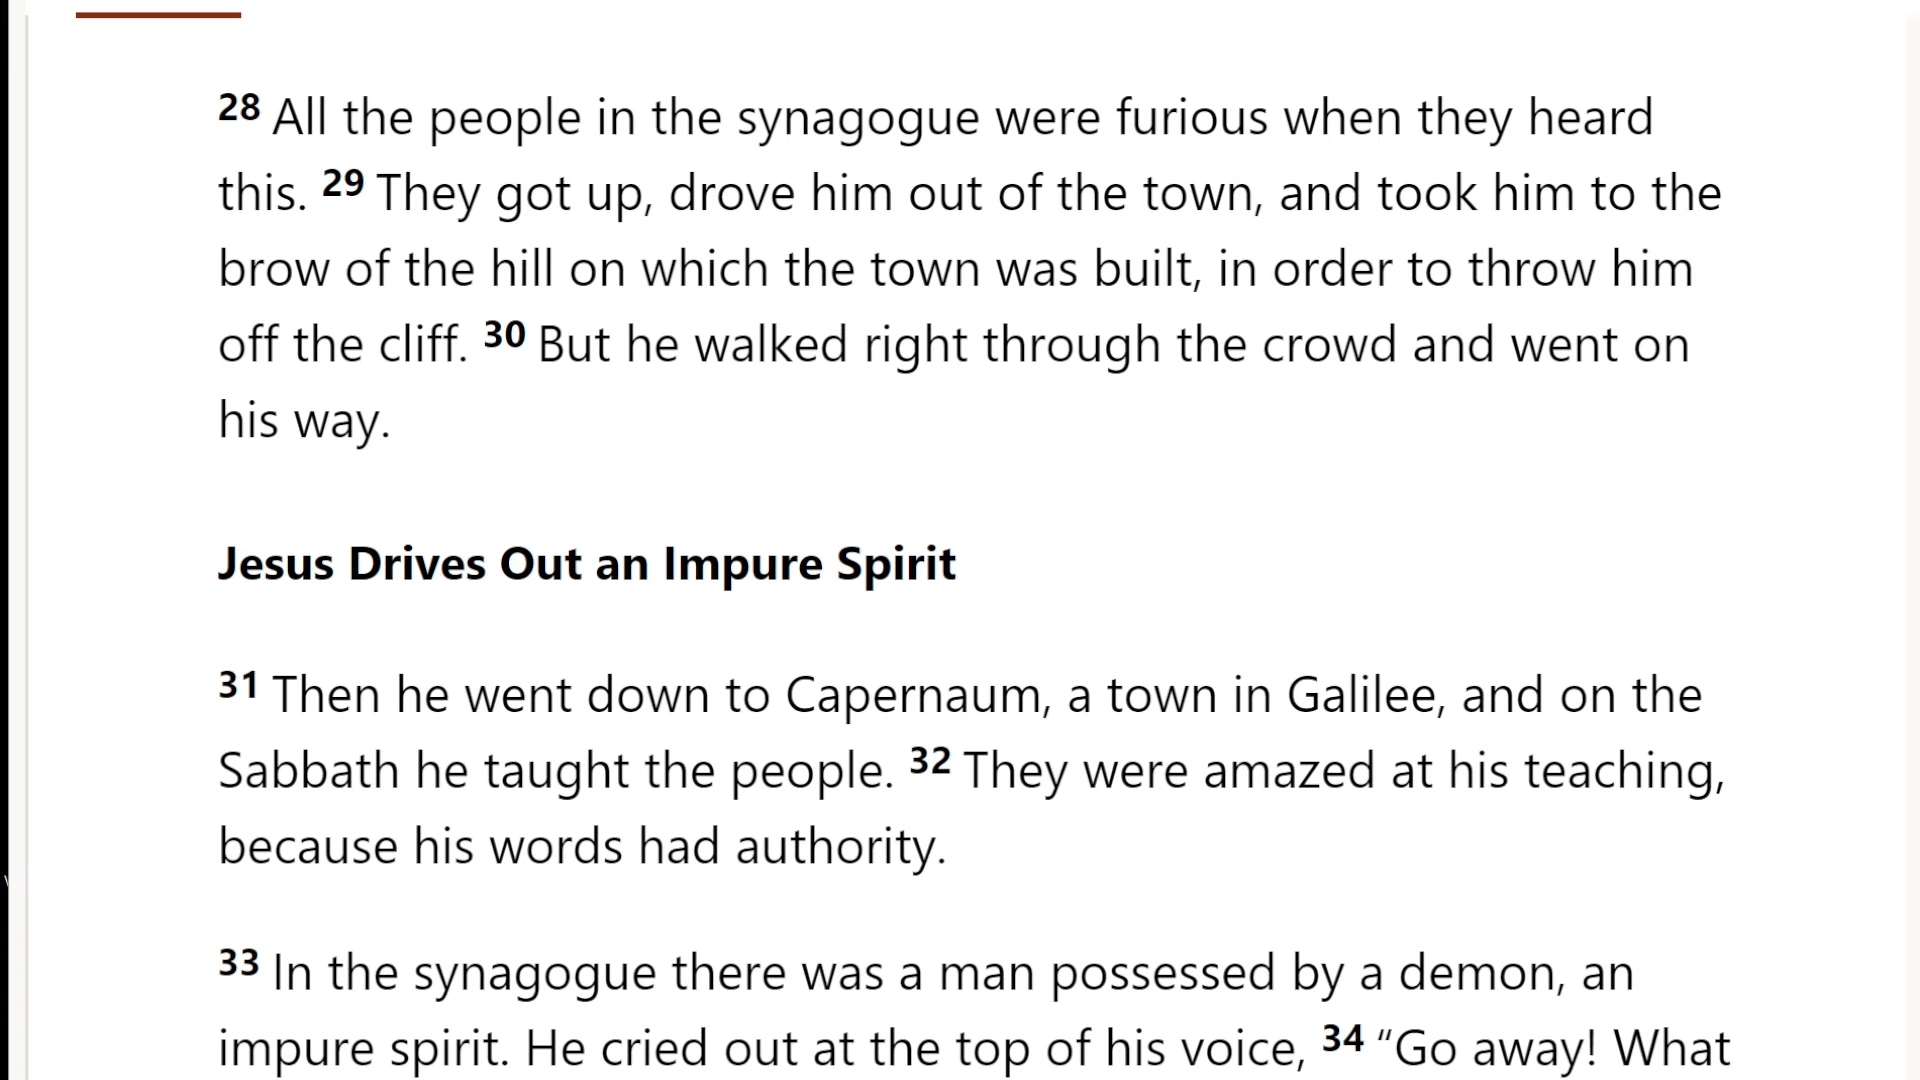 28 All the people in the synagogue were furious when they heard
this. 29 They got up, drove him out of the town, and took him to the
brow of the hill on which the town was built, in order to throw him
off the cliff. 30 But he walked right through the crowd and went on
his way.
Jesus Drives Out an Impure Spirit
31 Then he went down to Capernaum, a town in Galilee, and on the
Sabbath he taught the people. 32 They were amazed at his teaching,
because his words had authority.
33 In the synagogue there was a man possessed by a demon, an
impure spirit. He cried out at the top of his voice, 34 “Go away! What